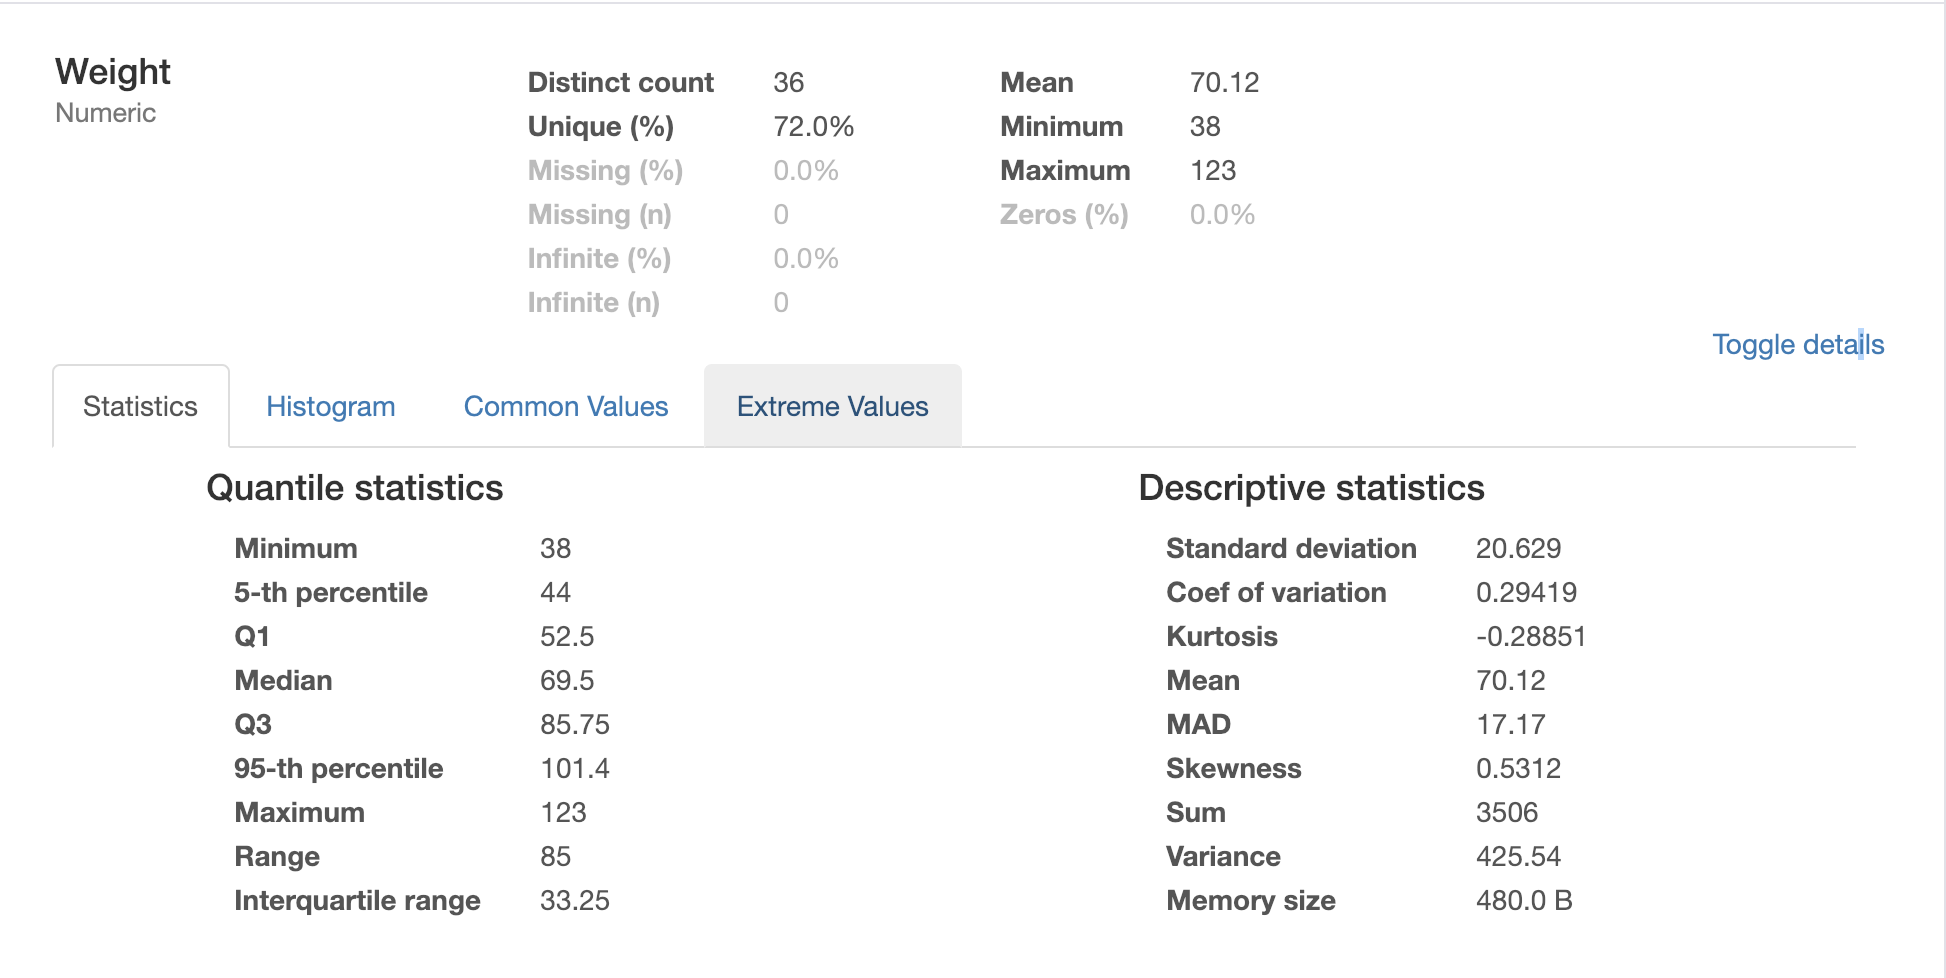 Weight
Numeric
Distinct count 36
Unique (%) 72.0%
Missing (%) 0.0%
Missing (n) 0
Infinite (%) 0.0%
Infinite (n) 0
Mean 70.12
Minimum 38
Maximum 123
Zeros (%) 0.0%
Toggle details
Statistics Histogram Common Values Extreme Values
Quantile statistics
Minimum 38
5-th percentile 44
Q1 52.5
Median 69.5
Q3 85.75
95-th percentile 101.4
Maximum 123
Range 85
Interquartile range 33.25
Descriptive statistics
Standard deviation 20.629
Coef of variation 0.29419
Kurtosis -0.28851
Mean 70.12
MAD 17.17
Skewness 0.5312
Sum 3506
Variance 425.54
Memory size 480.0 B